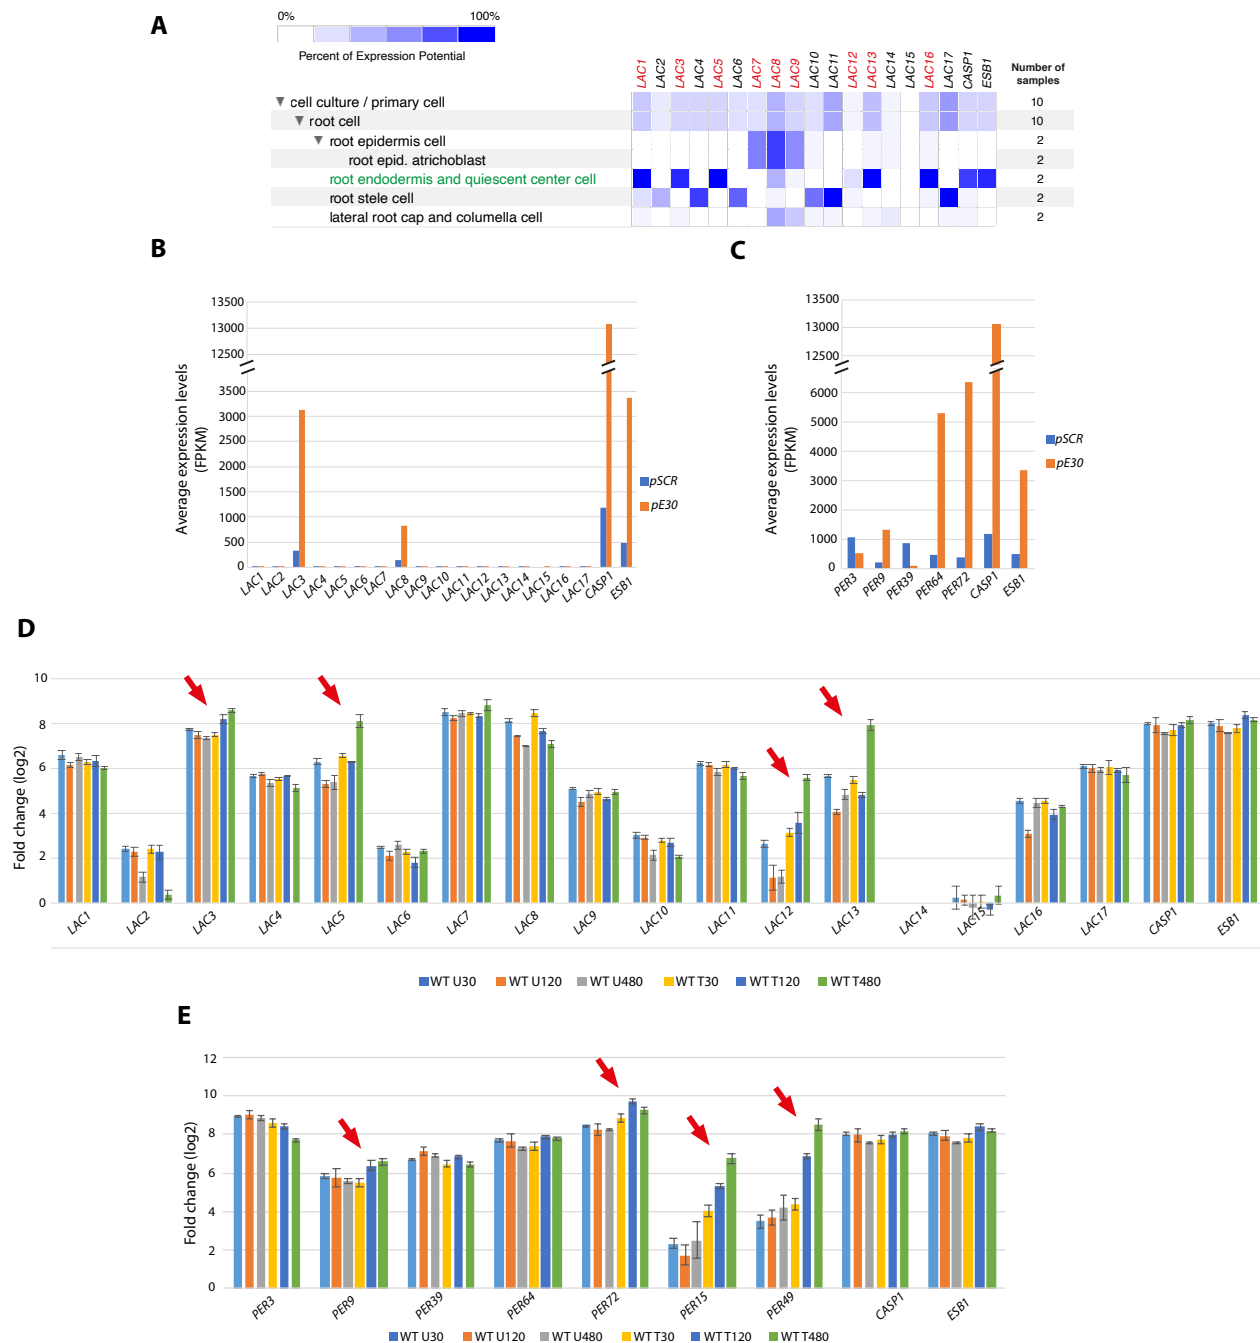 A
0% 100%
Percent of Expression Potential
LAC1 LAC2 LAC3 LAC4 LAC5 LAC6 LAC7 LAC8 LAC9 LAC10 LAC11 LAC12 LAC13 LAC14 LAC15 LAC16 LAC17 CASP1 ESB1
Number of
samples
cell culture / primary cell 10
root cell 10
root epidermis cell 2
root epid. atrichoblast 2
root endodermis and quiescent center cell 2
root stele cell 2
lateral root cap and columella cell 2
B
Average expression levels
(FPKM)
13500
13000
12500
3500
3000
2500
2000
1500
1000
500
0
LAC1 LAC2 LAC3 LAC4 LAC5 LAC6 LAC7 LAC8 LAC9 LAC10 LAC11 LAC12 LAC13 LAC14 LAC15 LAC16 LAC17 CASP1 ESB1
pSCR
pE30
C
Average expression levels
(FPKM)
13500
13000
12500
6000
5000
4000
3000
2000
1000
0
PER3 PER9 PER39 PER64 PER72 CASP1 ESB1
pSCR
pE30
D
Fold change (log2)
10
8
6
4
2
0
LAC1 LAC2 LAC3 LAC4 LAC5 LAC6 LAC7 LAC8 LAC9 LAC10 LAC11 LAC12 LAC13 LAC14 LAC15 LAC16 LAC17 CASP1 ESB1
WT U30 WT U120 WT U480 WT T30 WT T120 WT T480
E
Fold change (log2)
12
10
8
6
4
2
0
PER3 PER9 PER39 PER64 PER72 PER15 PER49 CASP1 ESB1
WT U30 WT U120 WT U480 WT T30 WT T120 WT T480